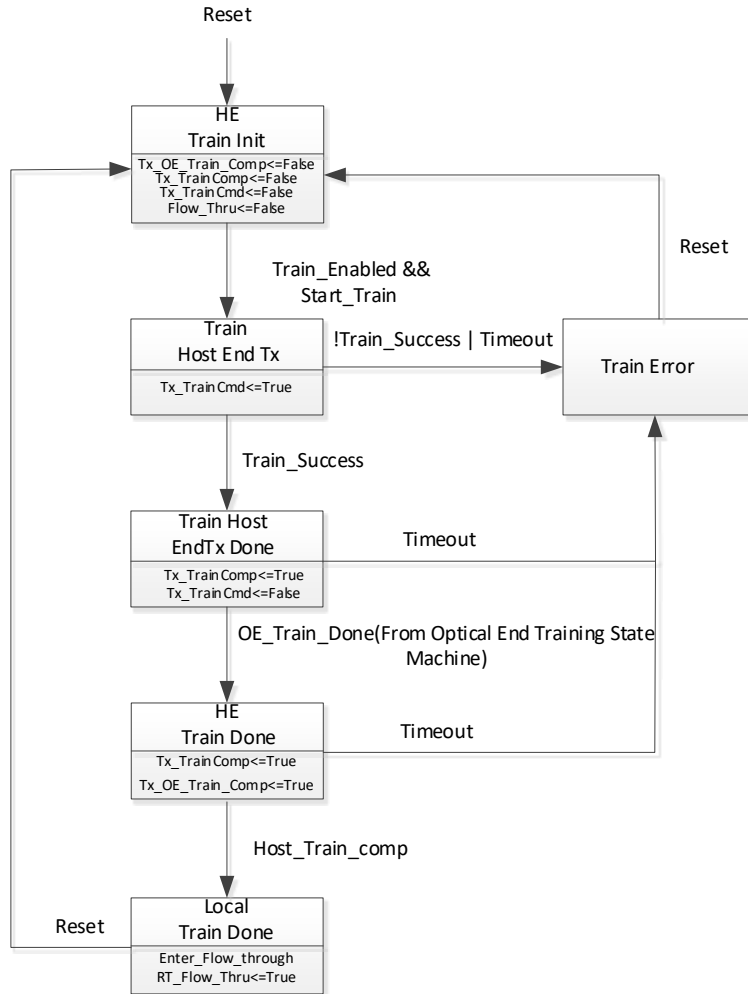 Reset
HE
Train Init
Tx_OE_Train_Comp<=False
Tx_TrainComp<=False
Tx_TrainCmd<=False
Flow_Thru<=False
Reset
Train_Enabled &&
Start_Train
Train
Host End Tx
Tx_TrainCmd<=True
!Train_Success | Timeout
Train Error
Train_Success
Train Host
EndTx Done
Tx_TrainComp<=True
Tx_TrainCmd<=False
Timeout
OE_Train_Done(From Optical End Training State
Machine)
HE
Train Done
Tx_TrainComp<=True
Tx_OE_Train_Comp<=True
Timeout
Host_Train_comp
Reset
Local
Train Done
Enter_Flow_through
RT_Flow_Thru<=True